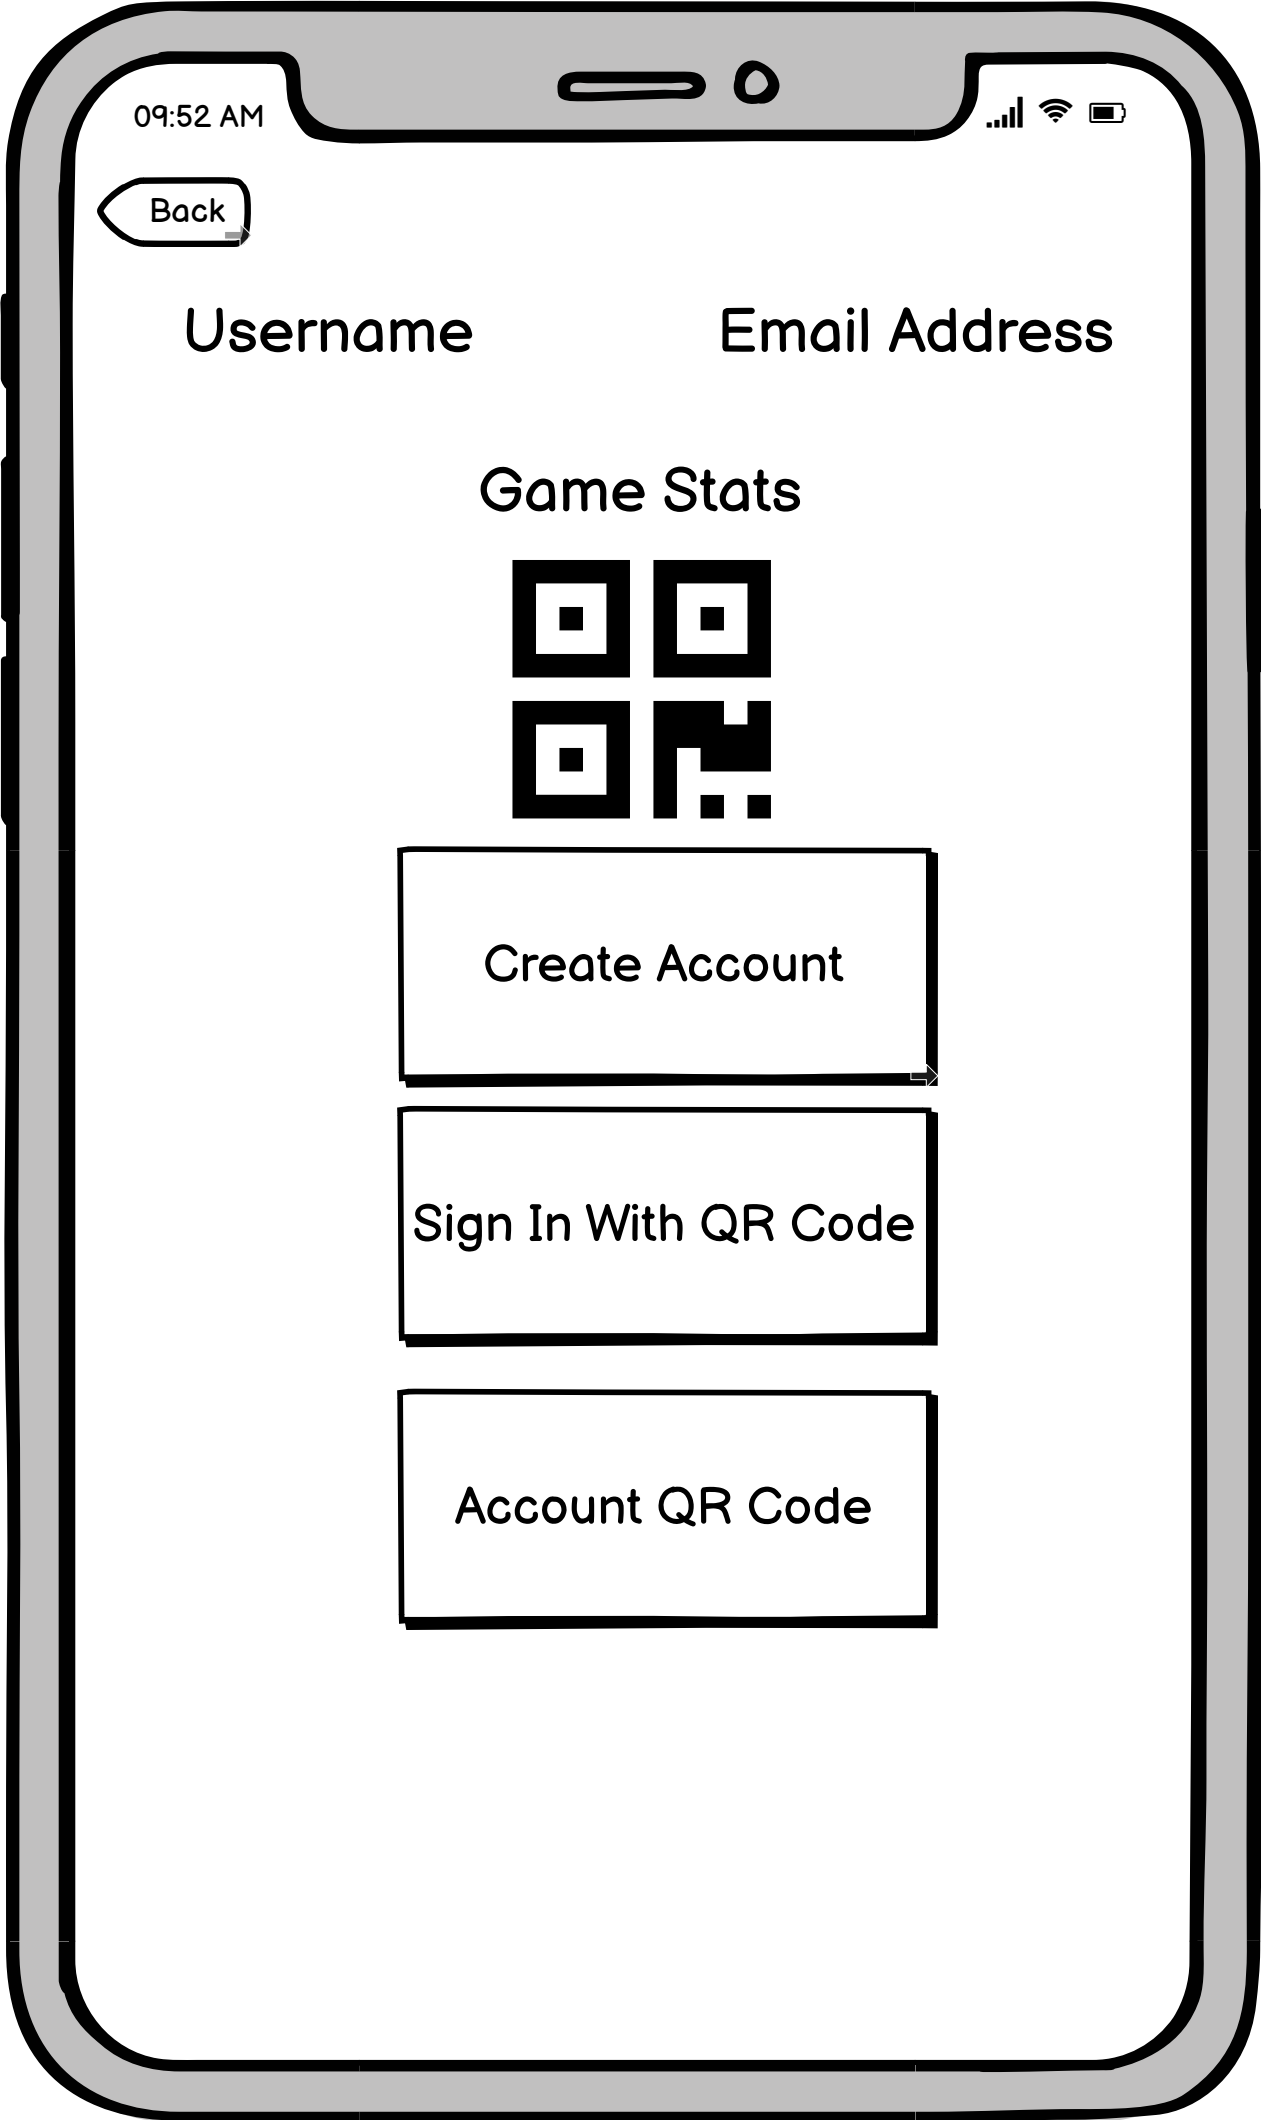 09:52 AM
Back
Username
Email Address
Game Stats
Create Account
Sign In With QR Code
Account QR Code